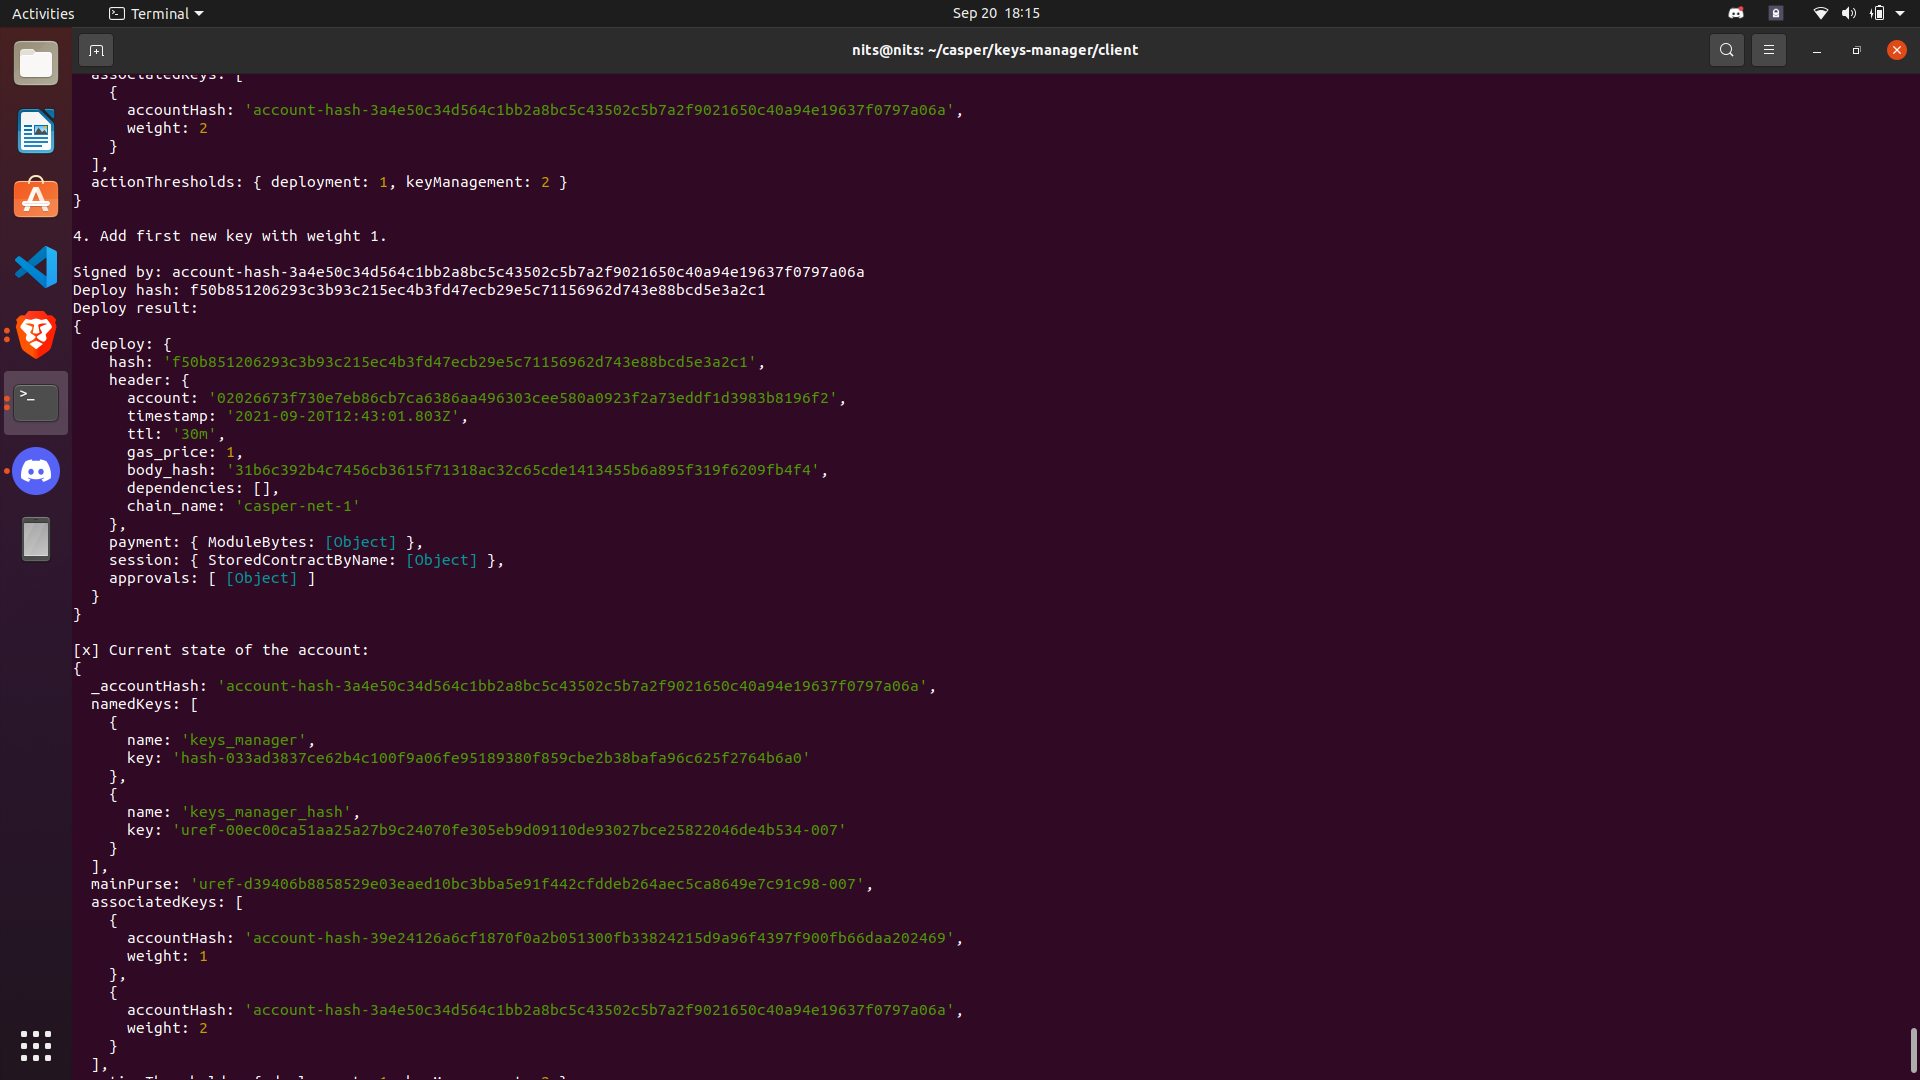 Activities
Terminal
Sep 20 18:15
nits@nits: ~/casper/keys-manager/client
associatedKeys: [
{
accountHash: 'account-hash-3a4e50c34d564c1bb2a8bc5c43502c5b7a2f9021650c40a94e19637f0797a06a',
weight: 2
}
],
actionThresholds: { deployment: 1, keyManagement: 2 }
}
4. Add first new key with weight 1.
Signed by: account-hash-3a4e50c34d564c1bb2a8bc5c43502c5b7a2f9021650c40a94e19637f0797a06a
Deploy hash: f50b851206293c3b93c215ec4b3fd47ecb29e5c71156962d743e88bcd5e3a2c1
Deploy result:
{
deploy: {
hash: 'f50b851206293c3b93c215ec4b3fd47ecb29e5c71156962d743e88bcd5e3a2c1',
header: {
account: '02026673f730e7eb86cb7ca6386aa496303cee580a0923f2a73eddf1d3983b8196f2',
timestamp: '2021-09-20T12:43:01.803Z',
ttl: '30m',
gas_price: 1,
body_hash: '31b6c392b4c7456cb3615f71318ac32c65cde1413455b6a895f319f6209fb4f4',
dependencies: [],
chain_name: 'casper-net-1'
},
payment: { ModuleBytes: [Object] },
session: { StoredContractByName: [Object] },
approvals: [ [Object] ]
}
}
[x] Current state of the account:
{
_accountHash: 'account-hash-3a4e50c34d564c1bb2a8bc5c43502c5b7a2f9021650c40a94e19637f0797a06a',
namedKeys: [
{
name: 'keys_manager',
key: 'hash-033ad3837ce62b4c100f9a06fe95189380f859cbe2b38bafa96c625f2764b6a0'
},
{
name: 'keys_manager_hash',
key: 'uref-00ec00ca51aa25a27b9c24070fe305eb9d09110de93027bce25822046de4b534-007'
}
],
mainPurse: 'uref-d39406b8858529e03eaed10bc3bba5e91f442cfddeb264aec5ca8649e7c91c98-007',
associatedKeys: [
{
accountHash: 'account-hash-39e24126a6cf1870f0a2b051300fb33824215d9a96f4397f900fb66daa202469',
weight: 1
},
{
accountHash: 'account-hash-3a4e50c34d564c1bb2a8bc5c43502c5b7a2f9021650c40a94e19637f0797a06a',
weight: 2
}
],